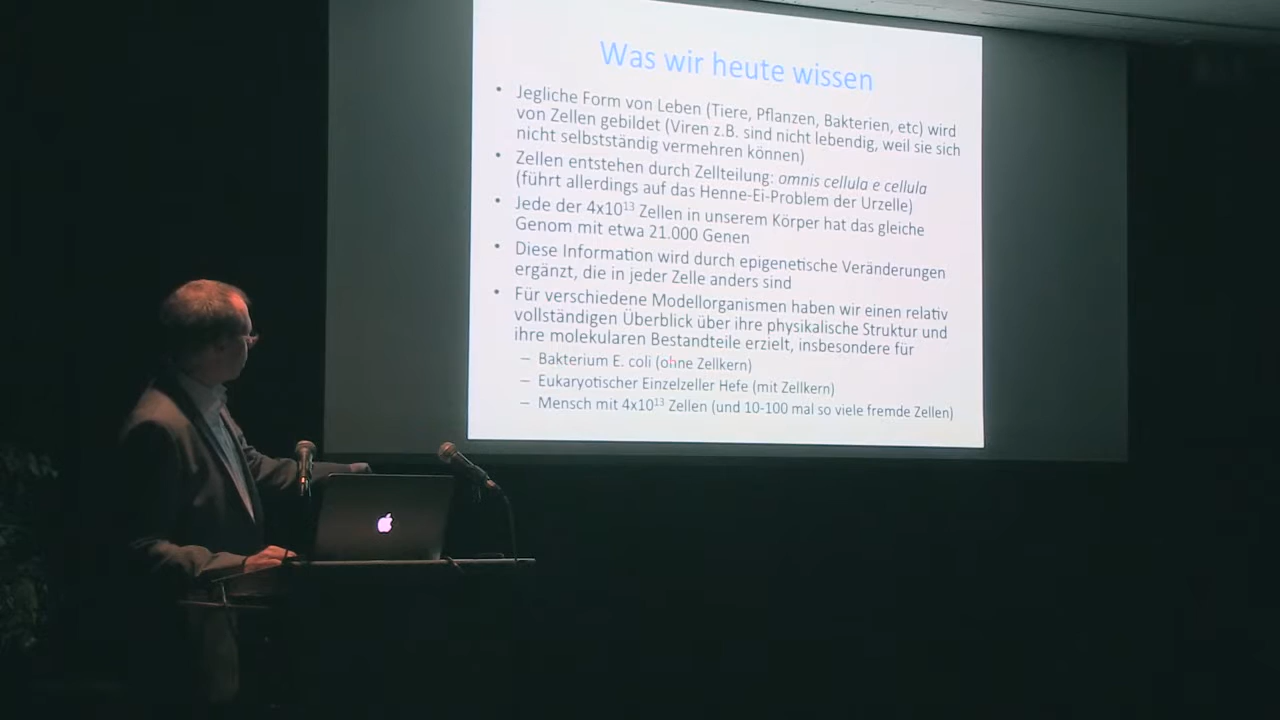 Was wir heute wissen
• Jegliche Form von Leben (Tiere, Pflanzen, Bakterien, etc) wird
von Zellen gebildet (Viren z.B. sind nicht lebendig, weil sie sich
nicht selbstständig vermehren können)
• Zellen entstehen durch Zellteilung: omnis cellula e cellula
(führt allerdings auf das Henne-Ei-Problem der Urzelle)
• Jede der 4x10¹³ Zellen in unserem Körper hat das gleiche
Genom mit etwa 21.000 Genen
• Diese Information wird durch epigenetische Veränderungen
ergänzt, die in jeder Zelle anders sind
• Für verschiedene Modellorganismen haben wir einen relativ
vollständigen Überblick über ihre physikalische Struktur und
ihre molekularen Bestandteile erzielt, insbesondere für
– Bakterium E. coli (ohne Zellkern)
– Eukaryotischer Einzelzeller Hefe (mit Zellkern)
– Mensch mit 4x10¹³ Zellen (und 10-100 mal so viele fremde Zellen)